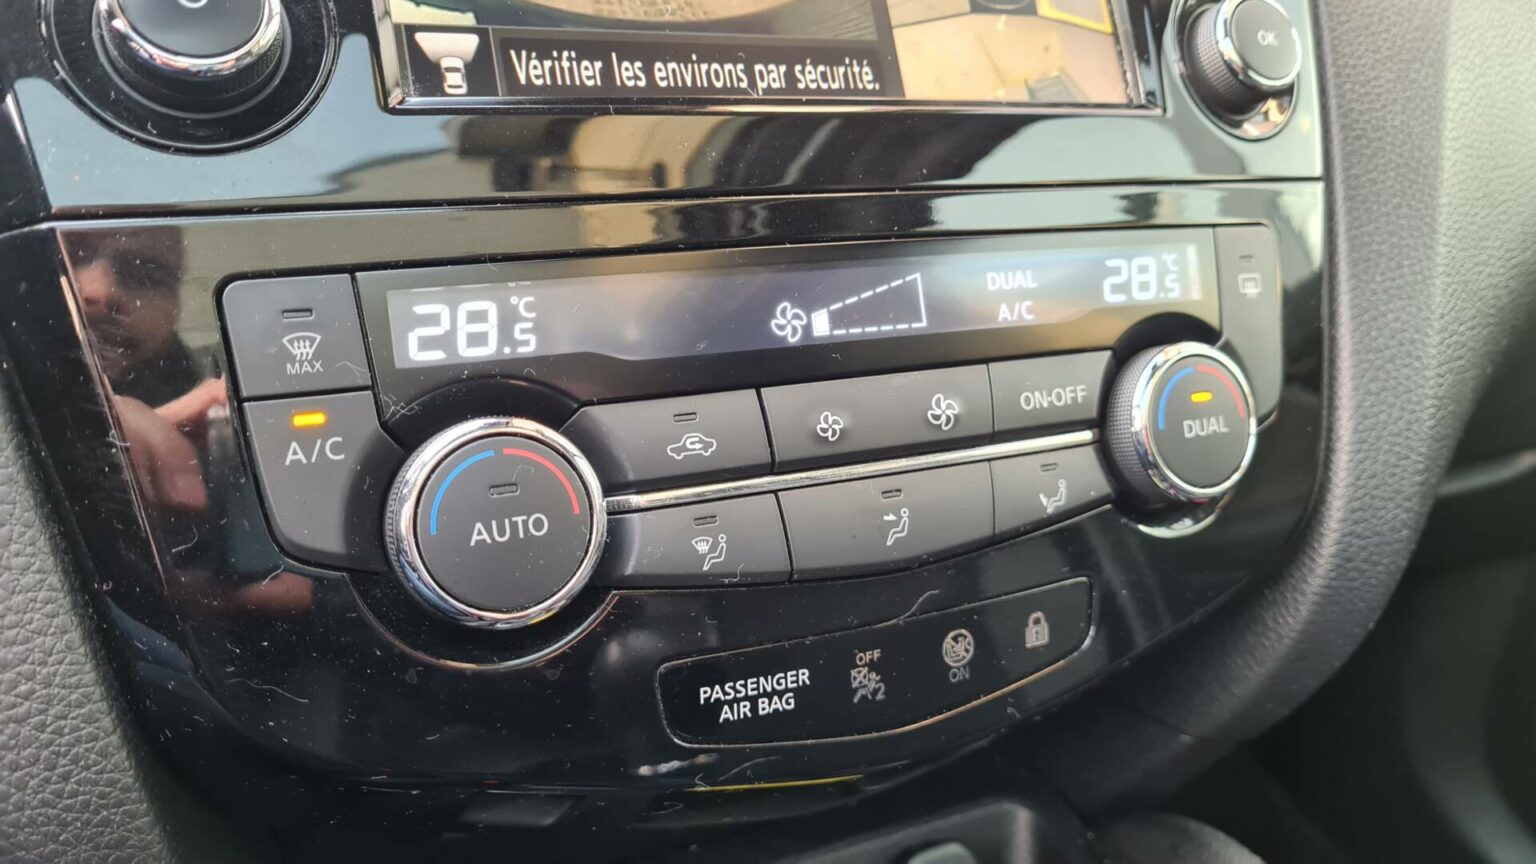 Vérifier les environs par sécurité.
OK
28.5 °C
DUAL
A/C
28.5 °C
MAX
A/C
AUTO
ON·OFF
DUAL
PASSENGER
AIR BAG
OFF
2
ON